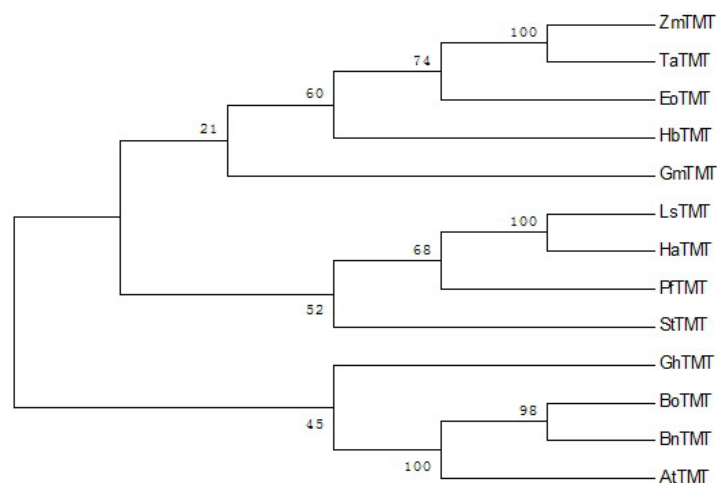 ZmTMT
100
TaTMT
74
EoTMT
60
HbTMT
21
GmTMT
LsTMT
100
HaTMT
68
PfTMT
52
StTMT
GhTMT
45
BoTMT
98
BnTMT
100
AtTMT